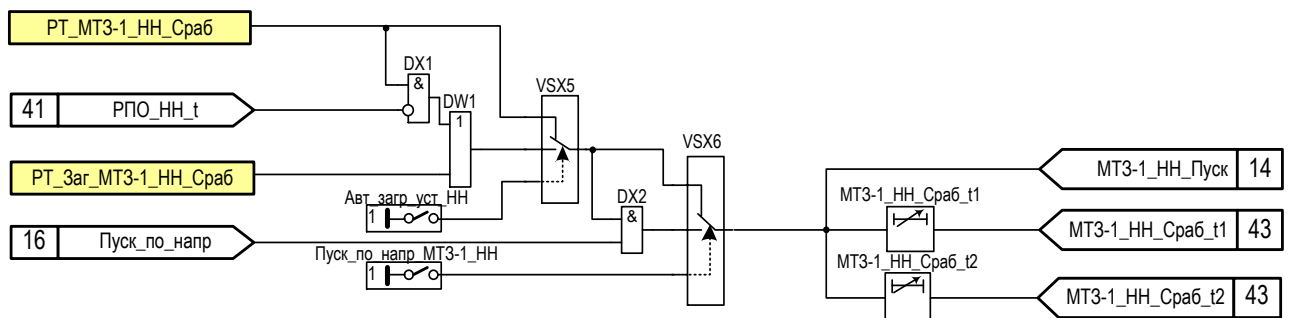 РТ_МТЗ-1_НН_Сраб
DX1
&
VSX5
41 РПО_НН_t
DW1
1
VSX6
РТ_Заг_МТЗ-1_НН_Сраб
МТЗ-1_НН_Пуск 14
Авт_загр_уст_НН
1
DX2
&
МТЗ-1_НН_Сраб_t1
МТЗ-1_НН_Сраб_t1 43
16 Пуск_по_напр
Пуск_по_напр_МТЗ-1_НН
1
МТЗ-1_НН_Сраб_t2
МТЗ-1_НН_Сраб_t2 43